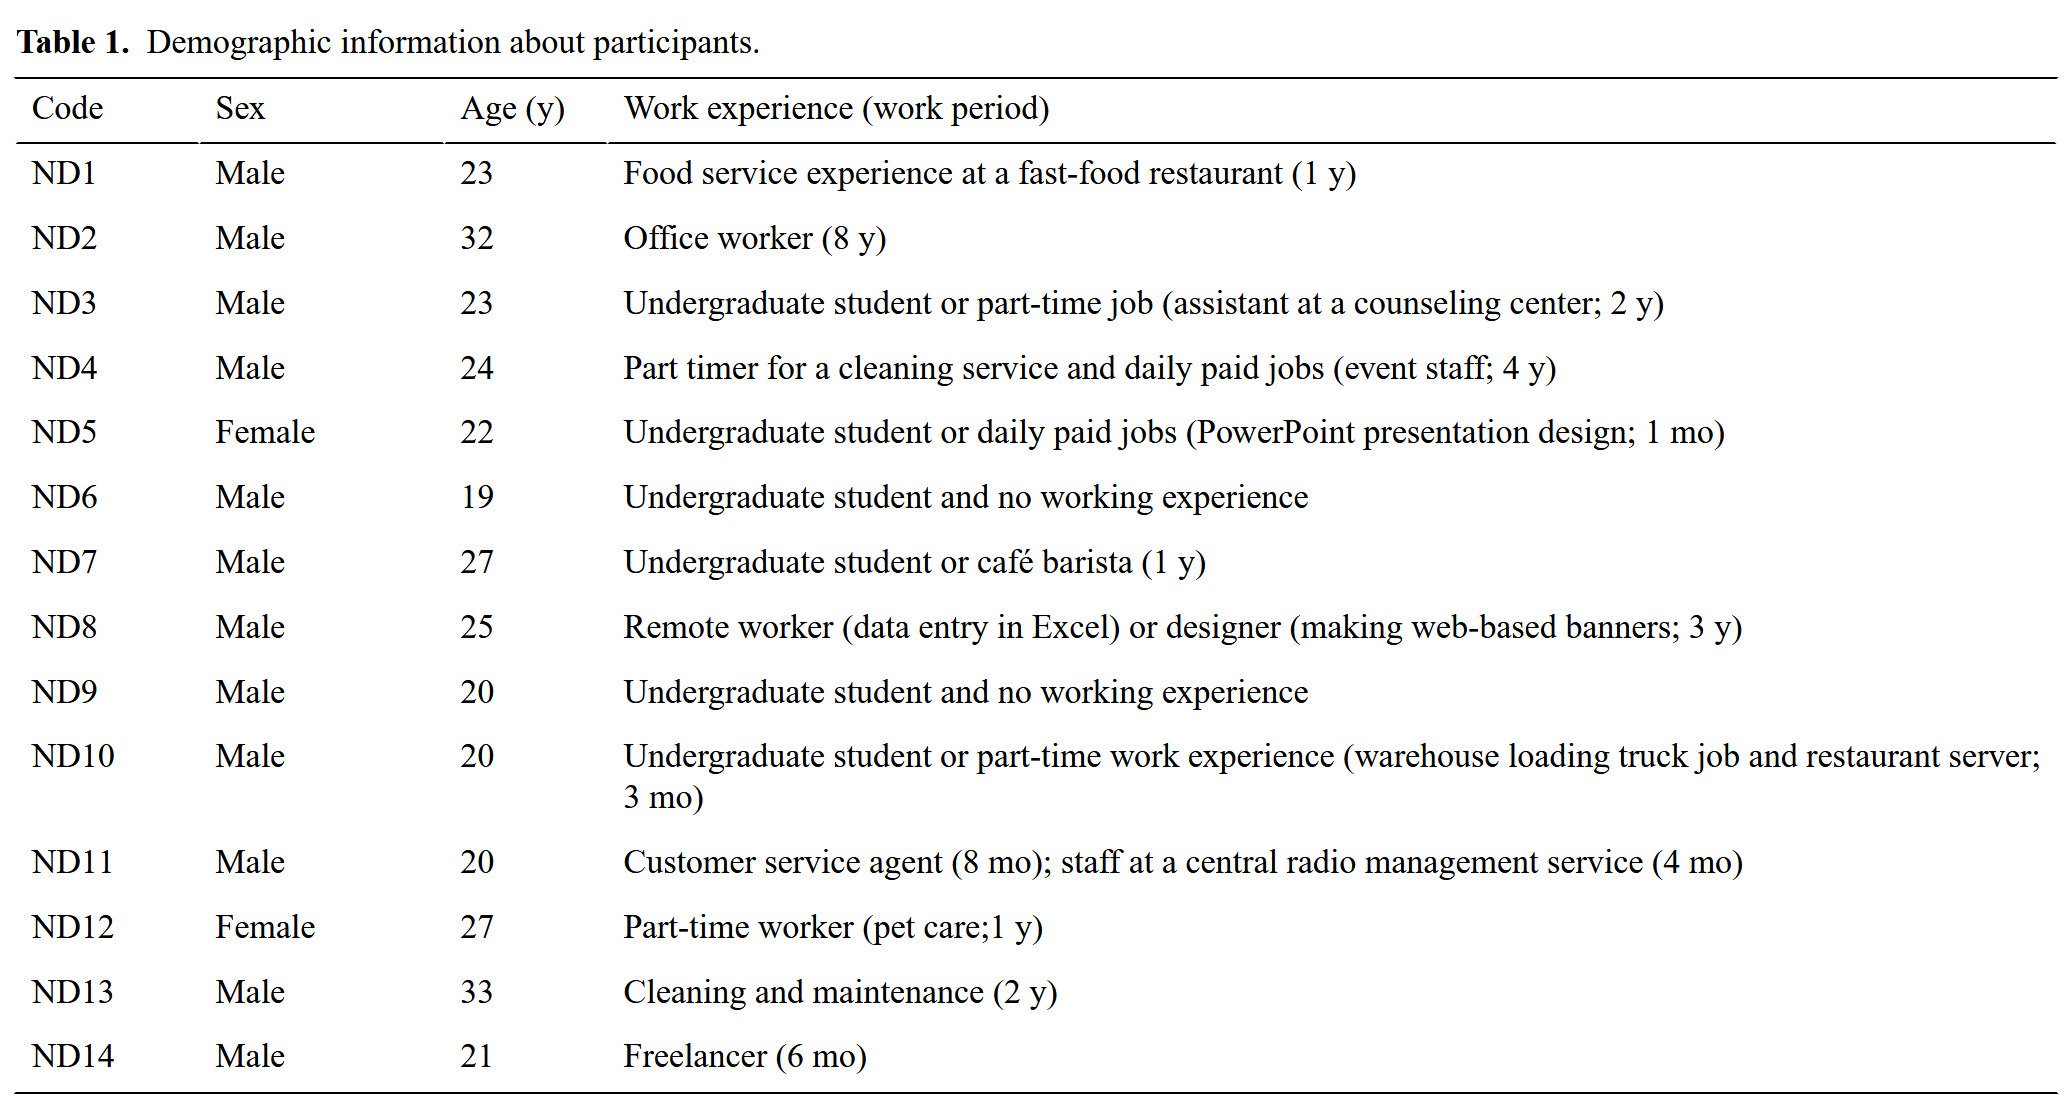 Table 1. Demographic information about participants.
Code Sex Age (y) Work experience (work period)
ND1 Male 23 Food service experience at a fast-food restaurant (1 y)
ND2 Male 32 Office worker (8 y)
ND3 Male 23 Undergraduate student or part-time job (assistant at a counseling center; 2 y)
ND4 Male 24 Part timer for a cleaning service and daily paid jobs (event staff; 4 y)
ND5 Female 22 Undergraduate student or daily paid jobs (PowerPoint presentation design; 1 mo)
ND6 Male 19 Undergraduate student and no working experience
ND7 Male 27 Undergraduate student or café barista (1 y)
ND8 Male 25 Remote worker (data entry in Excel) or designer (making web-based banners; 3 y)
ND9 Male 20 Undergraduate student and no working experience
ND10 Male 20 Undergraduate student or part-time work experience (warehouse loading truck job and restaurant server;
3 mo)
ND11 Male 20 Customer service agent (8 mo); staff at a central radio management service (4 mo)
ND12 Female 27 Part-time worker (pet care;1 y)
ND13 Male 33 Cleaning and maintenance (2 y)
ND14 Male 21 Freelancer (6 mo)